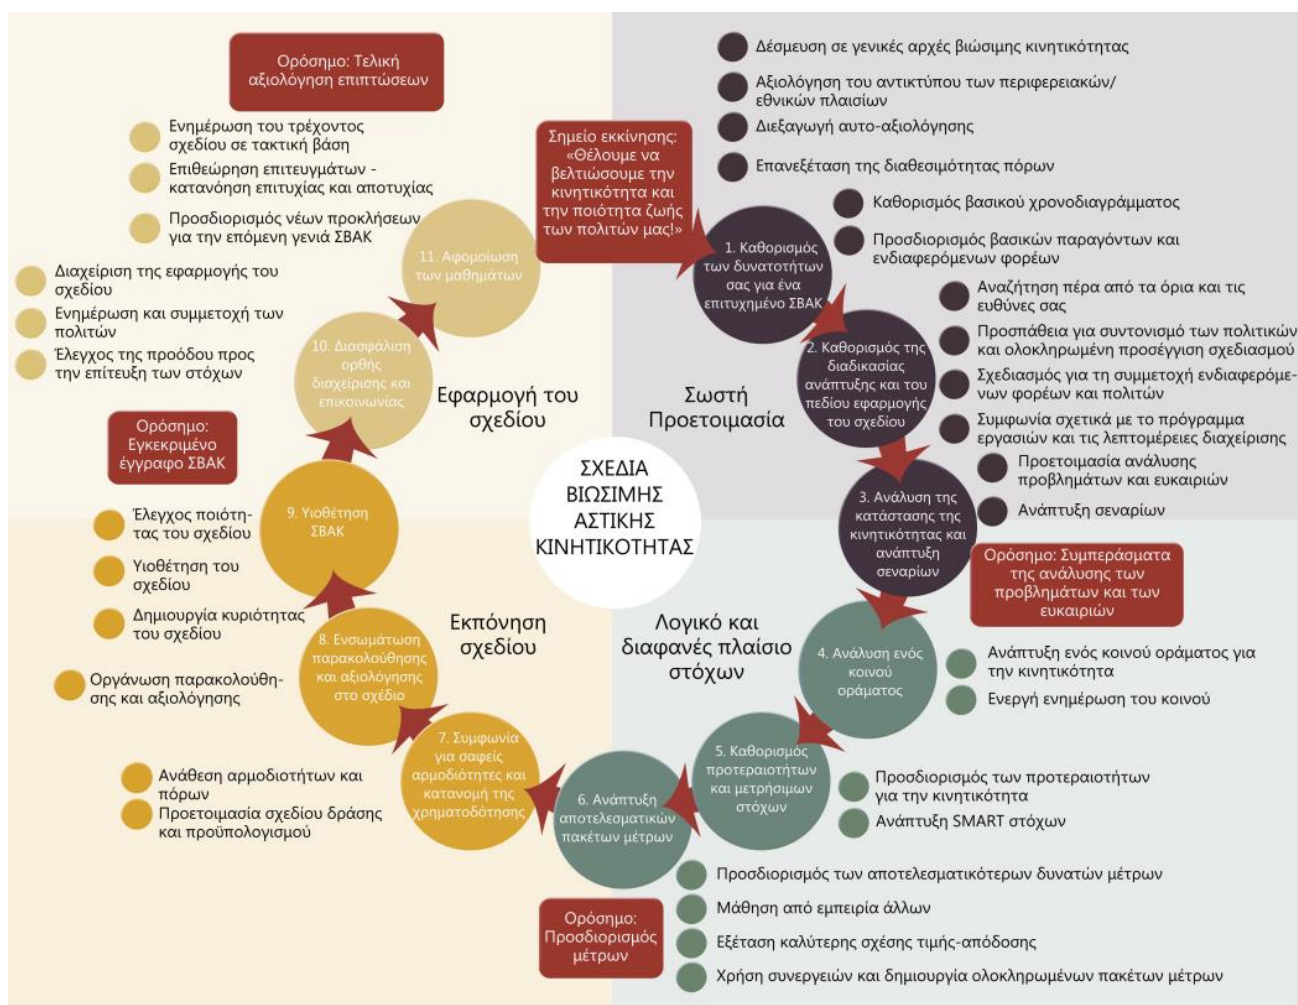 Ορόσημο: Τελική
αξιολόγηση επιπτώσεων
Ενημέρωση του τρέχοντος
σχεδίου σε τακτική βάση
Επιθεώρηση επιτευγμάτων -
κατανόηση επιτυχίας και αποτυχίας
Προσδιορισμός νέων προκλήσεων
για την επόμενη γενιά ΣΒΑΚ
Διαχείριση της εφαρμογής του
σχεδίου
Ενημέρωση και συμμετοχή των
πολιτών
Έλεγχος της προόδου προς
την επίτευξη των στόχων
11. Αφομοίωση
των μαθημάτων
10. Διασφάλιση
ορθής
διαχείρισης και
επικοινωνίας
Εφαρμογή του
σχεδίου
Σημείο εκκίνησης:
«Θέλουμε να
βελτιώσουμε την
κινητικότητα και
την ποιότητα ζωής
των πολιτών μας!»
Δέσμευση σε γενικές αρχές βιώσιμης κινητικότητας
Αξιολόγηση του αντικτύπου των περιφερειακών/
εθνικών πλαισίων
Διεξαγωγή αυτο-αξιολόγησης
Επανεξέταση της διαθεσιμότητας πόρων
Καθορισμός βασικού χρονοδιαγράμματος
Προσδιορισμός βασικών παραγόντων και
ενδιαφερόμενων φορέων
1. Καθορισμός
των δυνατοτήτων
σας για ένα
επιτυχημένο ΣΒΑΚ
Αναζήτηση πέρα από τα όρια και τις
ευθύνες σας
Προσπάθεια για συντονισμό των πολιτικών
και ολοκληρωμένη προσέγγιση σχεδιασμού
Σχεδιασμός για τη συμμετοχή ενδιαφερόμε-
νων φορέων και πολιτών
Συμφωνία σχετικά με το πρόγραμμα
εργασιών και τις λεπτομέρειες διαχείρισης
2. Καθορισμός της
διαδικασίας
ανάπτυξης και του
πεδίου εφαρμογής
του σχεδίου
Σωστή
Προετοιμασία
Προετοιμασία ανάλυσης
προβλημάτων και ευκαιριών
Ανάπτυξη σεναρίων
3. Ανάλυση της
κατάστασης της
κινητικότητας και
ανάπτυξη
σεναρίων
Ορόσημο: Συμπεράσματα
της ανάλυσης των
προβλημάτων και των
ευκαιριών
ΣΧΕΔΙΑ
ΒΙΩΣΙΜΗΣ
ΑΣΤΙΚΗΣ
ΚΙΝΗΤΙΚΟΤΗΤΑΣ
Ορόσημο:
Εγκεκριμένο
έγγραφο ΣΒΑΚ
9. Υιοθέτηση
ΣΒΑΚ
Έλεγχος ποιότη-
τας του σχεδίου
Υιοθέτηση του
σχεδίου
Δημιουργία κυριότητας
του σχεδίου
Οργάνωση παρακολούθη-
σης και αξιολόγησης
8. Ενσωμάτωση
παρακολούθησης
και αξιολόγησης
στο σχέδιο
Εκπόνηση
σχεδίου
Λογικό και
διαφανές πλαίσιο
στόχων
4. Ανάλυση ενός
κοινού
οράματος
Ανάπτυξη ενός κοινού οράματος για
την κινητικότητα
Ενεργή ενημέρωση του κοινού
Ανάθεση αρμοδιοτήτων και
πόρων
Προετοιμασία σχεδίου δράσης
και προϋπολογισμού
7. Συμφωνία
για σαφείς
αρμοδιότητες και
κατανομή της
χρηματοδότησης
6. Ανάπτυξη
αποτελεσματικών
πακέτων μέτρων
5. Καθορισμός
προτεραιοτήτων
και μετρήσιμων
στόχων
Προσδιορισμός των προτεραιοτήτων
για την κινητικότητα
Ανάπτυξη SMART στόχων
Ορόσημο:
Προσδιορισμός
μέτρων
Προσδιορισμός των αποτελεσματικότερων δυνατών μέτρων
Μάθηση από εμπειρία άλλων
Εξέταση καλύτερης σχέσης τιμής-απόδοσης
Χρήση συνεργειών και δημιουργία ολοκληρωμένων πακέτων μέτρων